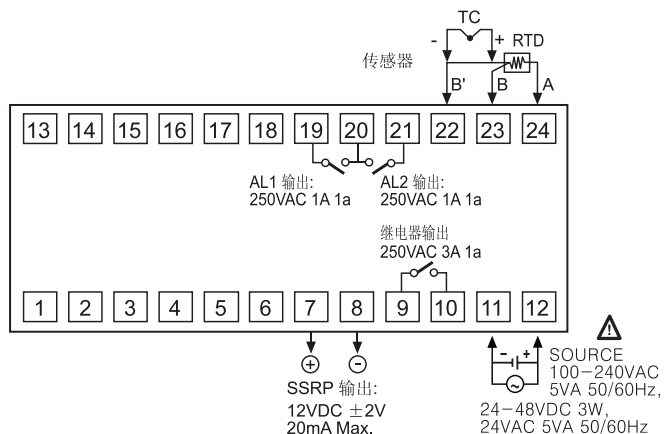 TC
- +
RTD
传感器
B' B A
13 14 15 16 17 18 19 20 21 22 23 24
AL1 输出:
250VAC 1A 1a
AL2 输出:
250VAC 1A 1a
继电器输出
250VAC 3A 1a
1 2 3 4 5 6 7 8 9 10 11 12
+ -
- +
SSRP 输出:
12VDC ±2V
20mA Max.
SOURCE
100-240VAC
5VA 50/60Hz,
24-48VDC 3W,
24VAC 5VA 50/60Hz